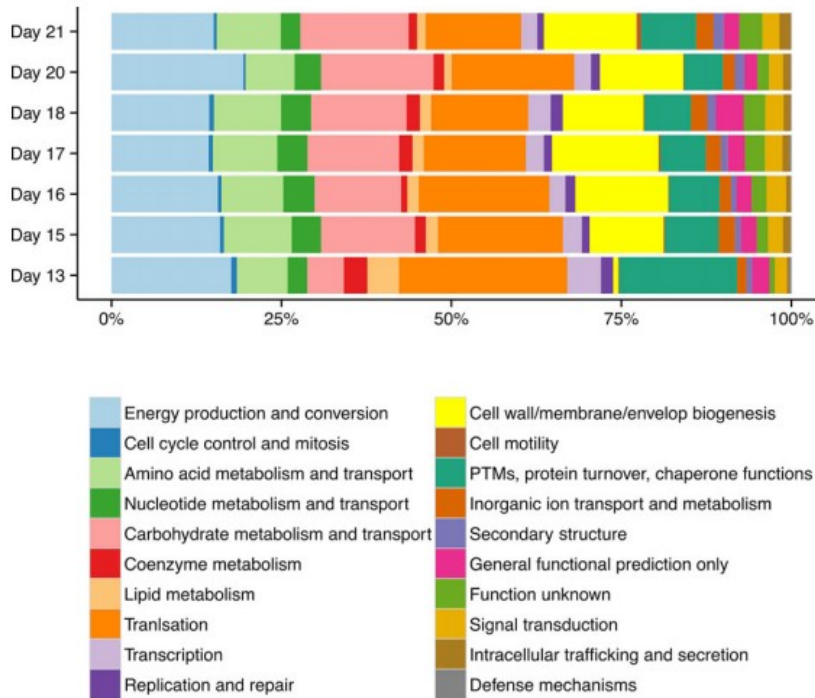 Day 21
Day 20
Day 18
Day 17
Day 16
Day 15
Day 13
0% 25% 50% 75% 100%
Energy production and conversion
Cell cycle control and mitosis
Amino acid metabolism and transport
Nucleotide metabolism and transport
Carbohydrate metabolism and transport
Coenzyme metabolism
Lipid metabolism
Tranlsation
Transcription
Replication and repair
Cell wall/membrane/envelop biogenesis
Cell motility
PTMs, protein turnover, chaperone functions
Inorganic ion transport and metabolism
Secondary structure
General functional prediction only
Function unknown
Signal transduction
Intracellular trafficking and secretion
Defense mechanisms